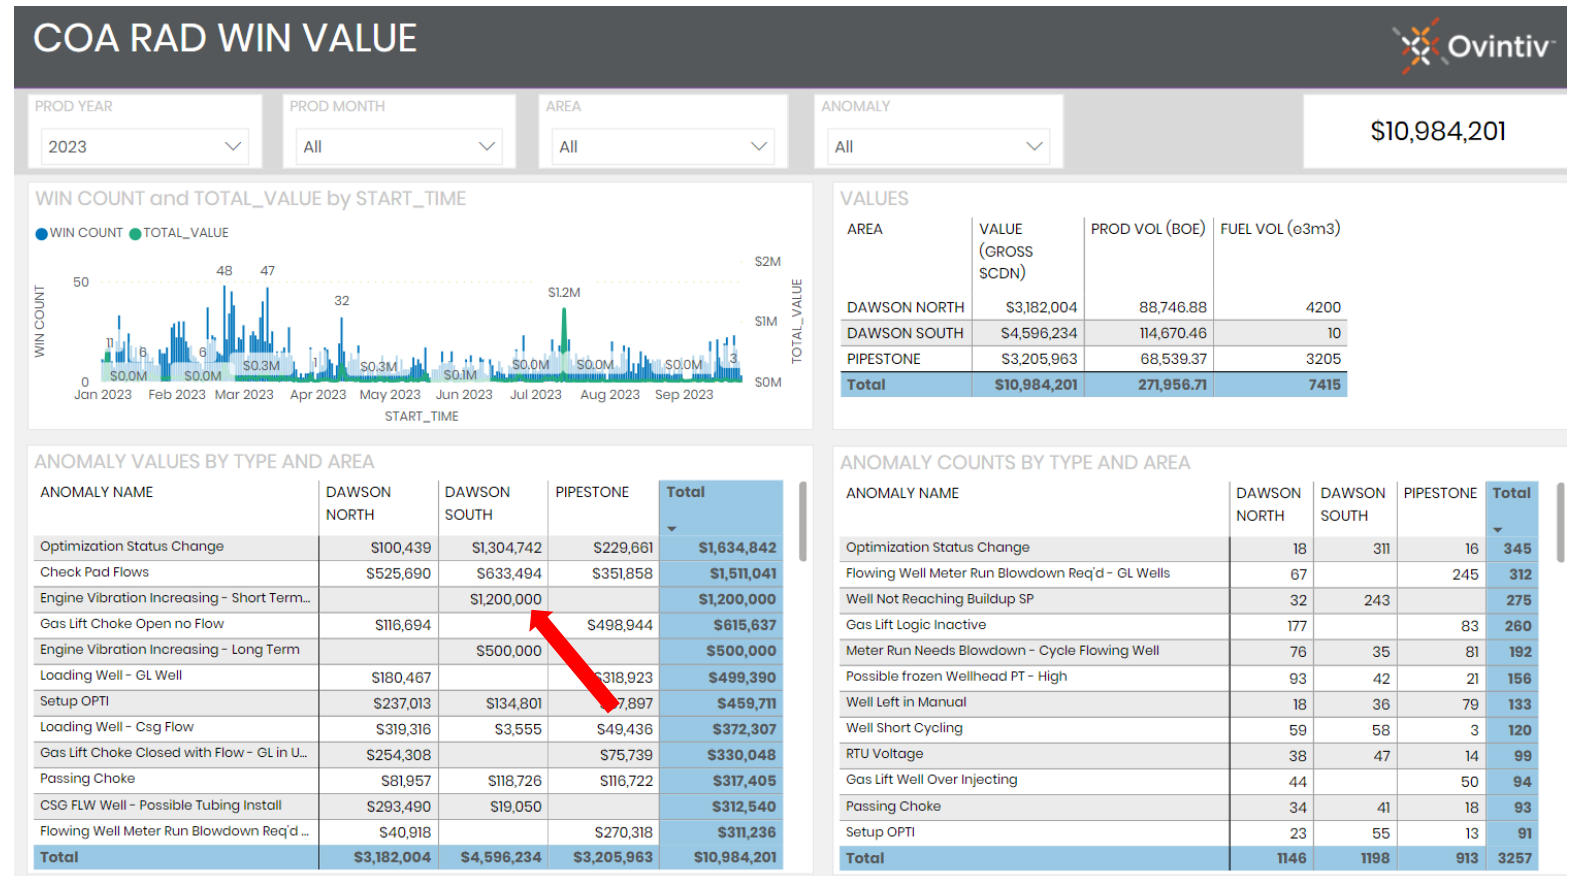 COA RAD WIN VALUE
Ovintiv
PROD YEAR
PROD MONTH
AREA
ANOMALY
2023
All
All
All
$10,984,201
WIN COUNT and TOTAL_VALUE by START_TIME
WIN COUNT TOTAL_VALUE
WIN COUNT
50
0
48
47
32
$1.2M
11
6
6
1
3
$0.0M
$0.0M
$0.3M
$0.3M
$0.1M
$0.0M
$0.0M
$0.0M
$2M
$1M
$0M
TOTAL_VALUE
Jan 2023 Feb 2023 Mar 2023 Apr 2023 May 2023 Jun 2023 Jul 2023 Aug 2023 Sep 2023
START_TIME
VALUES
AREA VALUE (GROSS $CDN) PROD VOL (BOE) FUEL VOL (e3m3)
DAWSON NORTH $3,182,004 88,746.88 4200
DAWSON SOUTH $4,596,234 114,670.46 10
PIPESTONE $3,205,963 68,539.37 3205
Total $10,984,201 271,956.71 7415
ANOMALY VALUES BY TYPE AND AREA
ANOMALY NAME DAWSON NORTH DAWSON SOUTH PIPESTONE Total
Optimization Status Change $100,439 $1,304,742 $229,661 $1,634,842
Check Pad Flows $525,690 $633,494 $351,858 $1,511,041
Engine Vibration Increasing - Short Term... $1,200,000 $1,200,000
Gas Lift Choke Open no Flow $116,694 $498,944 $615,637
Engine Vibration Increasing - Long Term $500,000 $500,000
Loading Well - GL Well $180,467 $318,923 $499,390
Setup OPTI $237,013 $134,801 7,897 $459,711
Loading Well - Csg Flow $319,316 $3,555 $49,436 $372,307
Gas Lift Choke Closed with Flow - GL in U... $254,308 $75,739 $330,048
Passing Choke $81,957 $118,726 $116,722 $317,405
CSG FLW Well - Possible Tubing Install $293,490 $19,050 $312,540
Flowing Well Meter Run Blowdown Req'd ... $40,918 $270,318 $311,236
Total $3,182,004 $4,596,234 $3,205,963 $10,984,201
ANOMALY COUNTS BY TYPE AND AREA
ANOMALY NAME DAWSON NORTH DAWSON SOUTH PIPESTONE Total
Optimization Status Change 18 311 16 345
Flowing Well Meter Run Blowdown Req'd - GL Wells 67 245 312
Well Not Reaching Buildup SP 32 243 275
Gas Lift Logic Inactive 177 83 260
Meter Run Needs Blowdown - Cycle Flowing Well 76 35 81 192
Possible frozen Wellhead PT - High 93 42 21 156
Well Left in Manual 18 36 79 133
Well Short Cycling 59 58 3 120
RTU Voltage 38 47 14 99
Gas Lift Well Over Injecting 44 50 94
Passing Choke 34 41 18 93
Setup OPTI 23 55 13 91
Total 1146 1198 913 3257